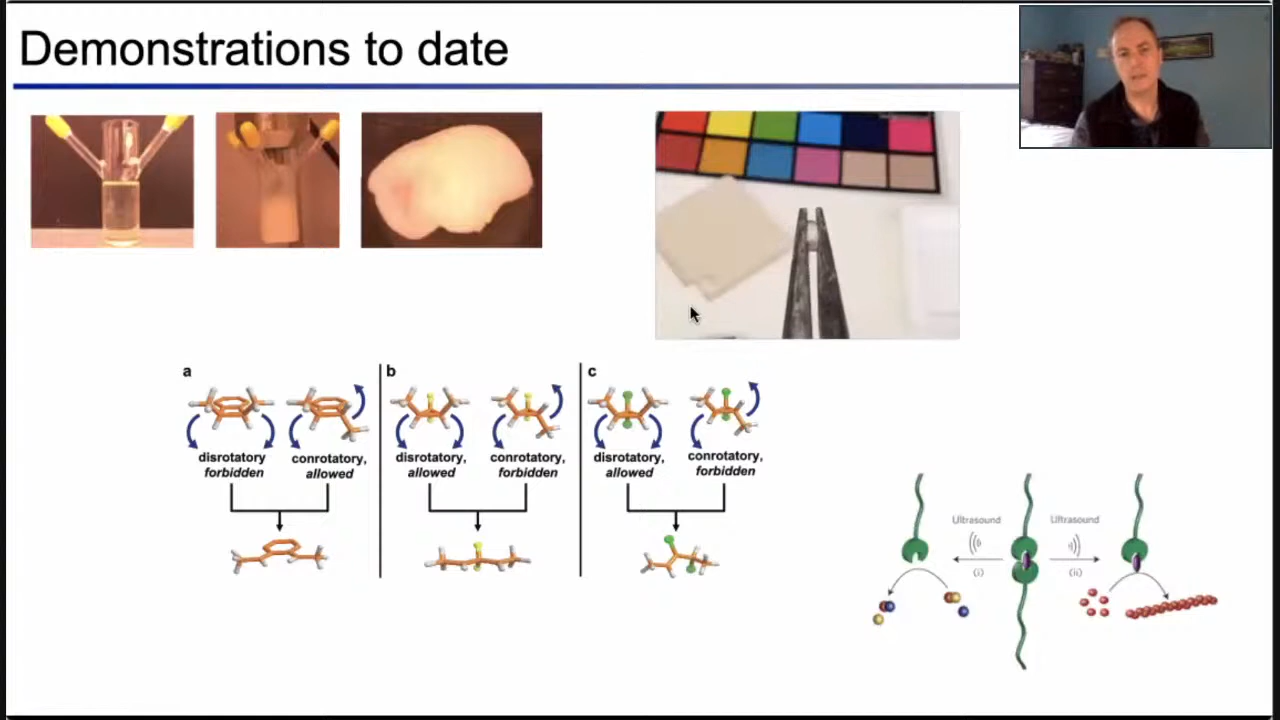 Demonstrations to date
a
b
c
disrotatory
forbidden
conrotatory,
allowed
disrotatory,
allowed
conrotatory,
forbidden
disrotatory,
allowed
conrotatory,
forbidden
Ultrasound
Ultrasound
(i)
(ii)